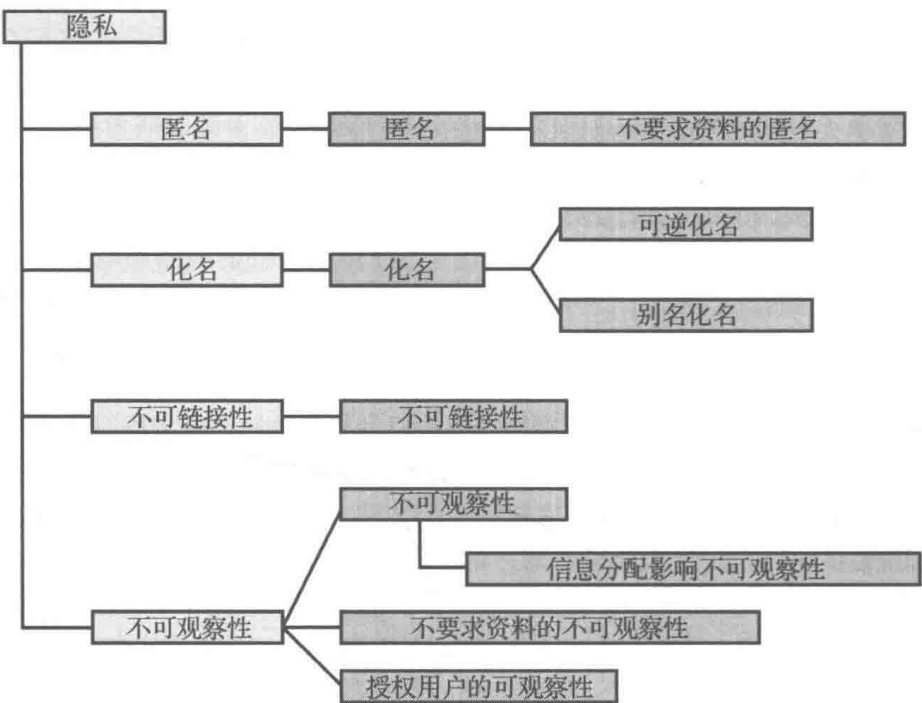 隐私
匿名
匿名
不要求资料的匿名
可逆化名
化名
化名
别名化名
不可链接性
不可链接性
不可观察性
信息分配影响不可观察性
不可观察性
不要求资料的不可观察性
授权用户的可观察性